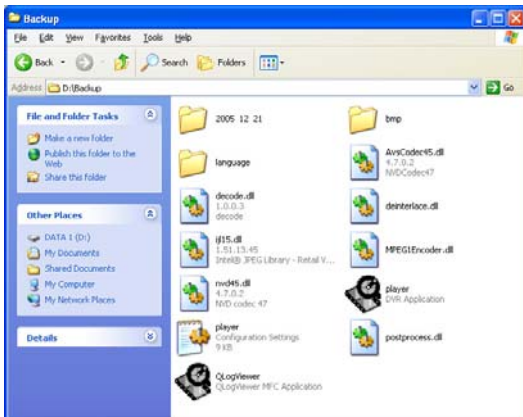 Backup
File Edit View Favorites Tools Help
Back Search Folders
Address D:\Backup Go
File and Folder Tasks
Make a new folder
Publish this folder to the
Web
Share this folder
Other Places
DATA 1 (D:)
My Documents
Shared Documents
My Computer
My Network Places
Details
2005 12 21
bmp
language
AvsCodec45.dll
4.7.0.2
NVDCodec47
decode.dll
1.0.0.3
decode
deinterlace.dll
ijl15.dll
1.51.13.45
Intel® JPEG Library - Retail V...
MPEG1Encoder.dll
nvd45.dll
4.7.0.2
NVD codec 47
player
DVR Application
player
Configuration Settings
9 KB
postprocess.dll
QLogViewer
QLogViewer MFC Application